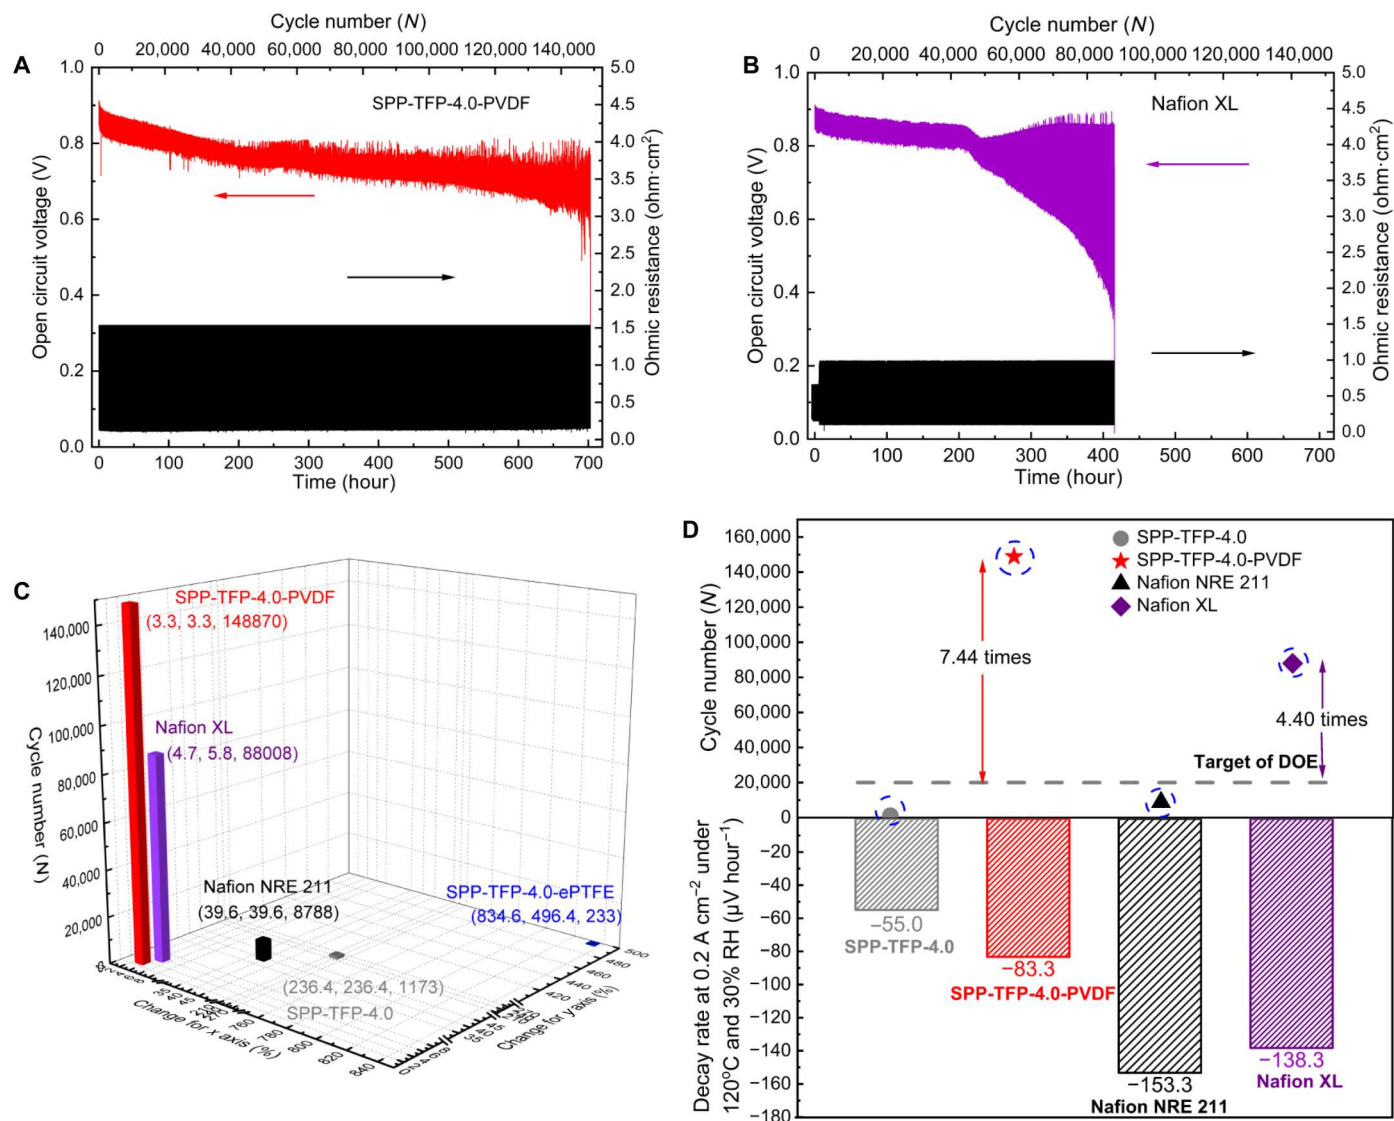 A
Cycle number (N)
0 20,000 40,000 60,000 80,000 100,000 120,000 140,000
SPP-TFP-4.0-PVDF
Open circuit voltage (V)
1.0
0.8
0.6
0.4
0.2
0.0
5.0
4.5
4.0
3.5
3.0
2.5
2.0
1.5
1.0
0.5
0.0
Ohmic resistance (ohm·cm²)
0 100 200 300 400 500 600 700
Time (hour)
B
Cycle number (N)
0 20,000 40,000 60,000 80,000 100,000 120,000 140,000
Nafion XL
Open circuit voltage (V)
1.0
0.8
0.6
0.4
0.2
0.0
5.0
4.5
4.0
3.5
3.0
2.5
2.0
1.5
1.0
0.5
0.0
Ohmic resistance (ohm·cm²)
0 100 200 300 400 500 600 700
Time (hour)
C
Cycle number (N)
140,000
120,000
100,000
80,000
60,000
40,000
20,000
SPP-TFP-4.0-PVDF
(3.3, 3.3, 148870)
Nafion XL
(4.7, 5.8, 88008)
Nafion NRE 211
(39.6, 39.6, 8788)
SPP-TFP-4.0-ePTFE
(834.6, 496.4, 233)
(236.4, 236.4, 1173)
SPP-TFP-4.0
Change for x axis (%)
760
780
800
820
840
Change for y axis (%)
420
440
460
480
500
D
Cycle number (N)
160,000
140,000
120,000
100,000
80,000
60,000
40,000
20,000
0
SPP-TFP-4.0
SPP-TFP-4.0-PVDF
Nafion NRE 211
Nafion XL
7.44 times
4.40 times
Target of DOE
Decay rate at 0.2 A cm⁻² under
120°C and 30% RH (µV hour⁻¹)
−20
−40
−60
−80
−100
−120
−140
−160
−180
−55.0
SPP-TFP-4.0
−83.3
SPP-TFP-4.0-PVDF
−153.3
Nafion NRE 211
−138.3
Nafion XL